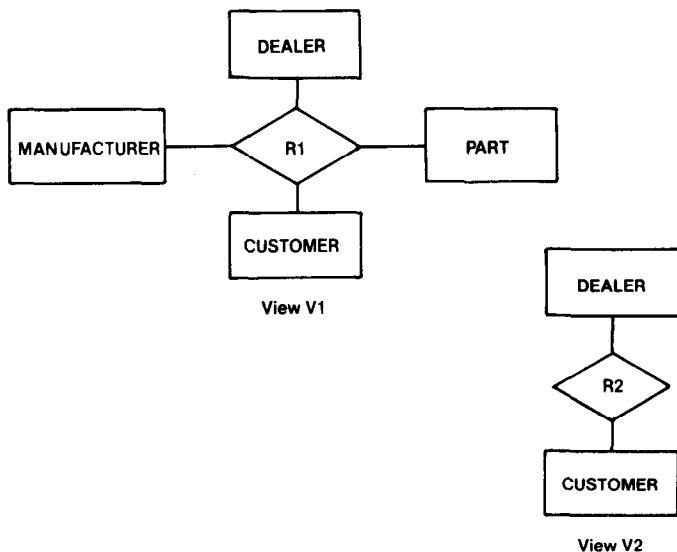 DEALER
MANUFACTURER
R1
PART
CUSTOMER
View V1
DEALER
R2
CUSTOMER
View V2